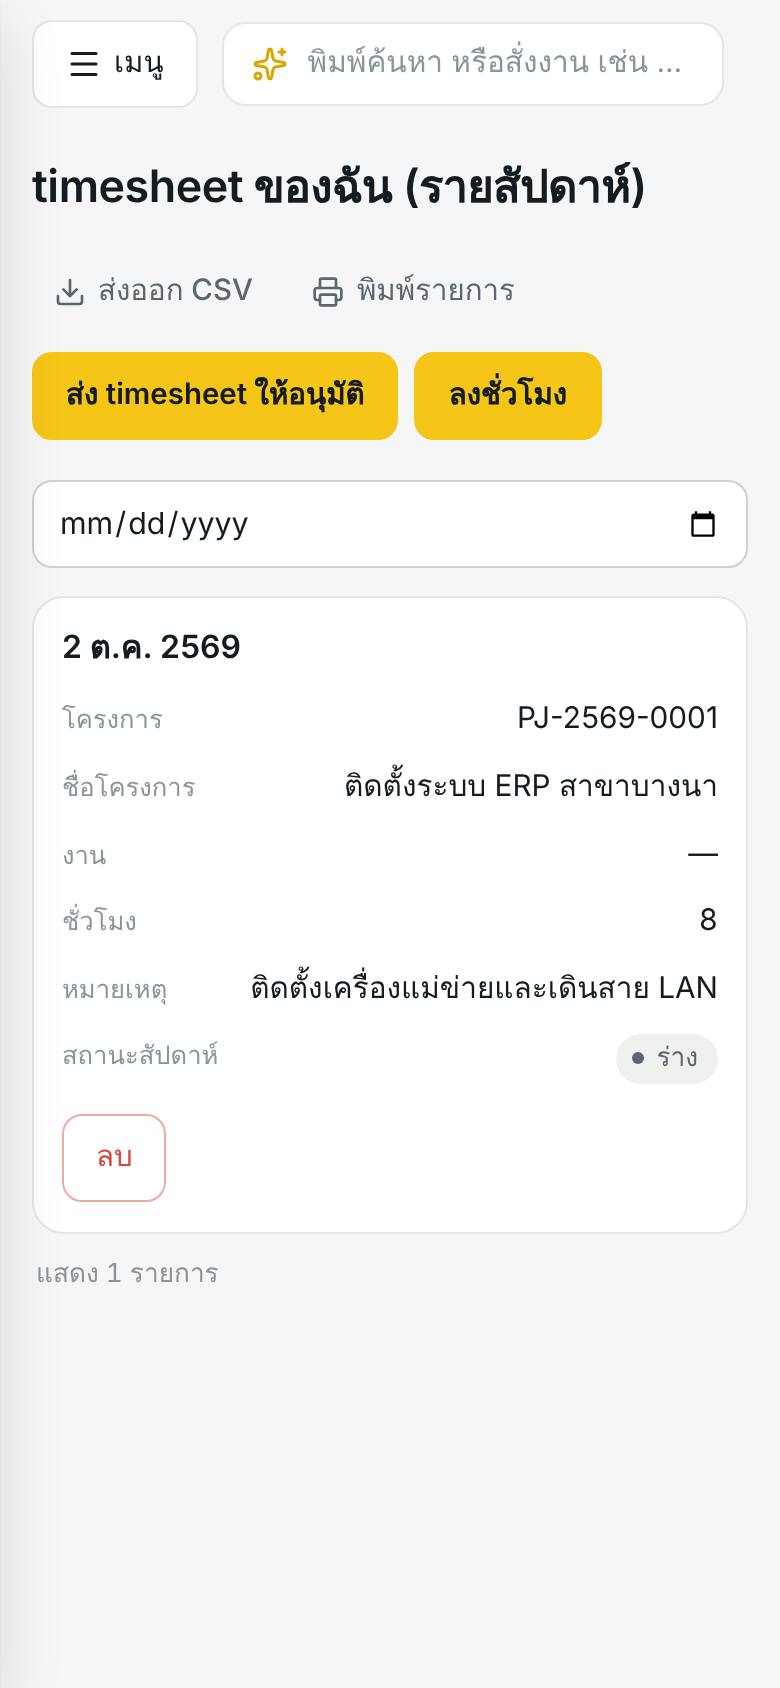 เมนู
พิมพ์ค้นหา หรือสั่งงาน เช่น ...
timesheet ของฉัน (รายสัปดาห์)
ส่งออก CSV
พิมพ์รายการ
ส่ง timesheet ให้อนุมัติ
ลงชั่วโมง
mm/dd/yyyy
2 ต.ค. 2569
โครงการ PJ-2569-0001
ชื่อโครงการ ติดตั้งระบบ ERP สาขาบางนา
งาน —
ชั่วโมง 8
หมายเหตุ ติดตั้งเครื่องแม่ข่ายและเดินสาย LAN
สถานะสัปดาห์ ร่าง
ลบ
แสดง 1 รายการ